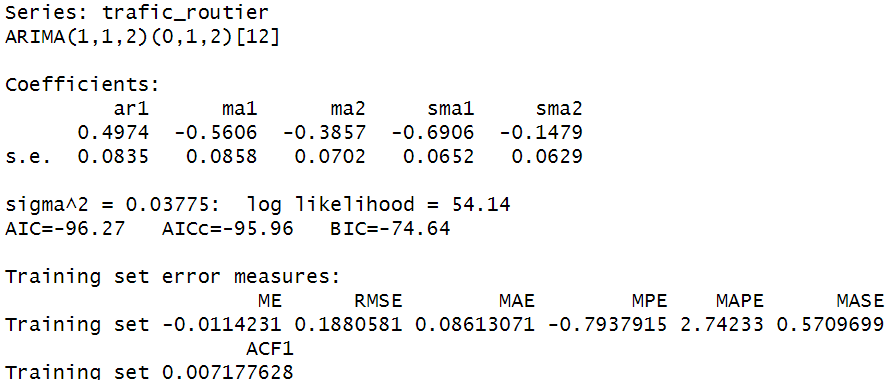 Series: trafic_routier
ARIMA(1,1,2)(0,1,2)[12]
Coefficients:
ar1 ma1 ma2 sma1 sma2
0.4974 -0.5606 -0.3857 -0.6906 -0.1479
s.e. 0.0835 0.0858 0.0702 0.0652 0.0629
sigma^2 = 0.03775: log likelihood = 54.14
AIC=-96.27 AICc=-95.96 BIC=-74.64
Training set error measures:
ME RMSE MAE MPE MAPE MASE
Training set -0.0114231 0.1880581 0.08613071 -0.7937915 2.74233 0.5709699
ACF1
Training set 0.007177628